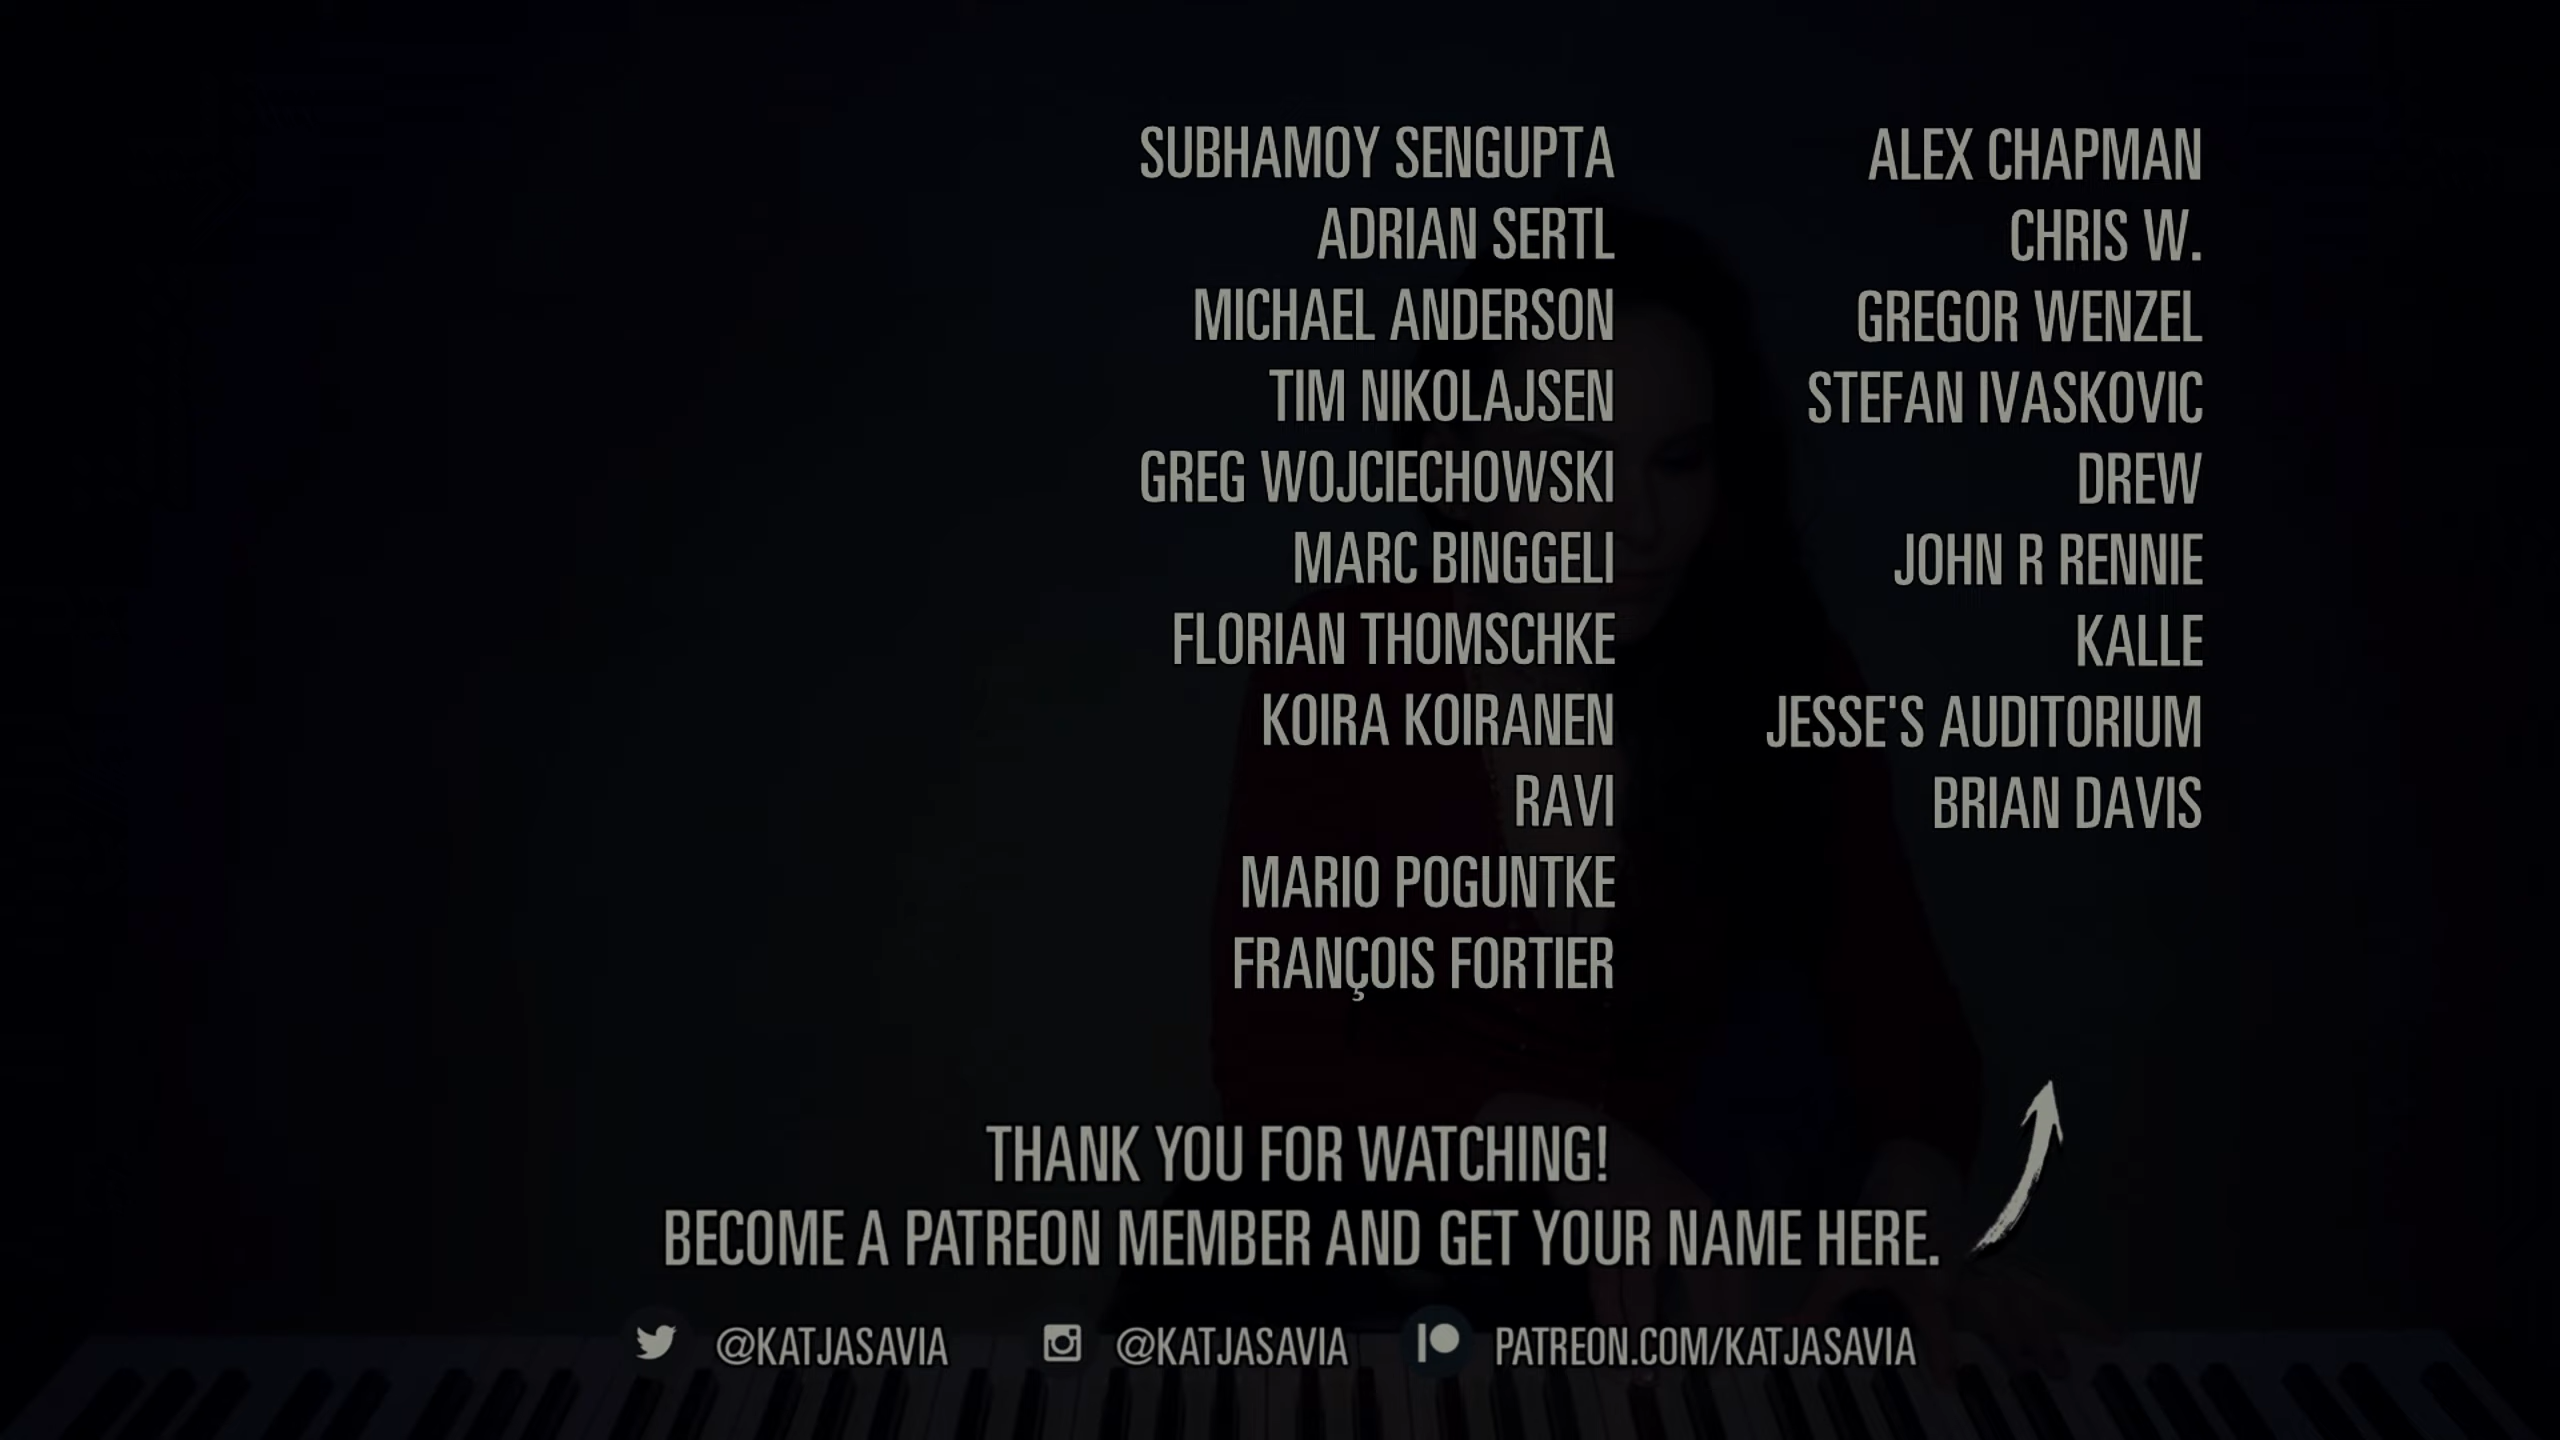 SUBHAMOY SENGUPTA
ADRIAN SERTL
MICHAEL ANDERSON
TIM NIKOLAJSEN
GREG WOJCIECHOWSKI
MARC BINGGELI
FLORIAN THOMSCHKE
KOIRA KOIRANEN
RAVI
MARIO POGUNTKE
FRANÇOIS FORTIER
ALEX CHAPMAN
CHRIS W.
GREGOR WENZEL
STEFAN IVASKOVIC
DREW
JOHN R RENNIE
KALLE
JESSE'S AUDITORIUM
BRIAN DAVIS
THANK YOU FOR WATCHING!
BECOME A PATREON MEMBER AND GET YOUR NAME HERE.
@KATJASAVIA @KATJASAVIA PATREON.COM/KATJASAVIA